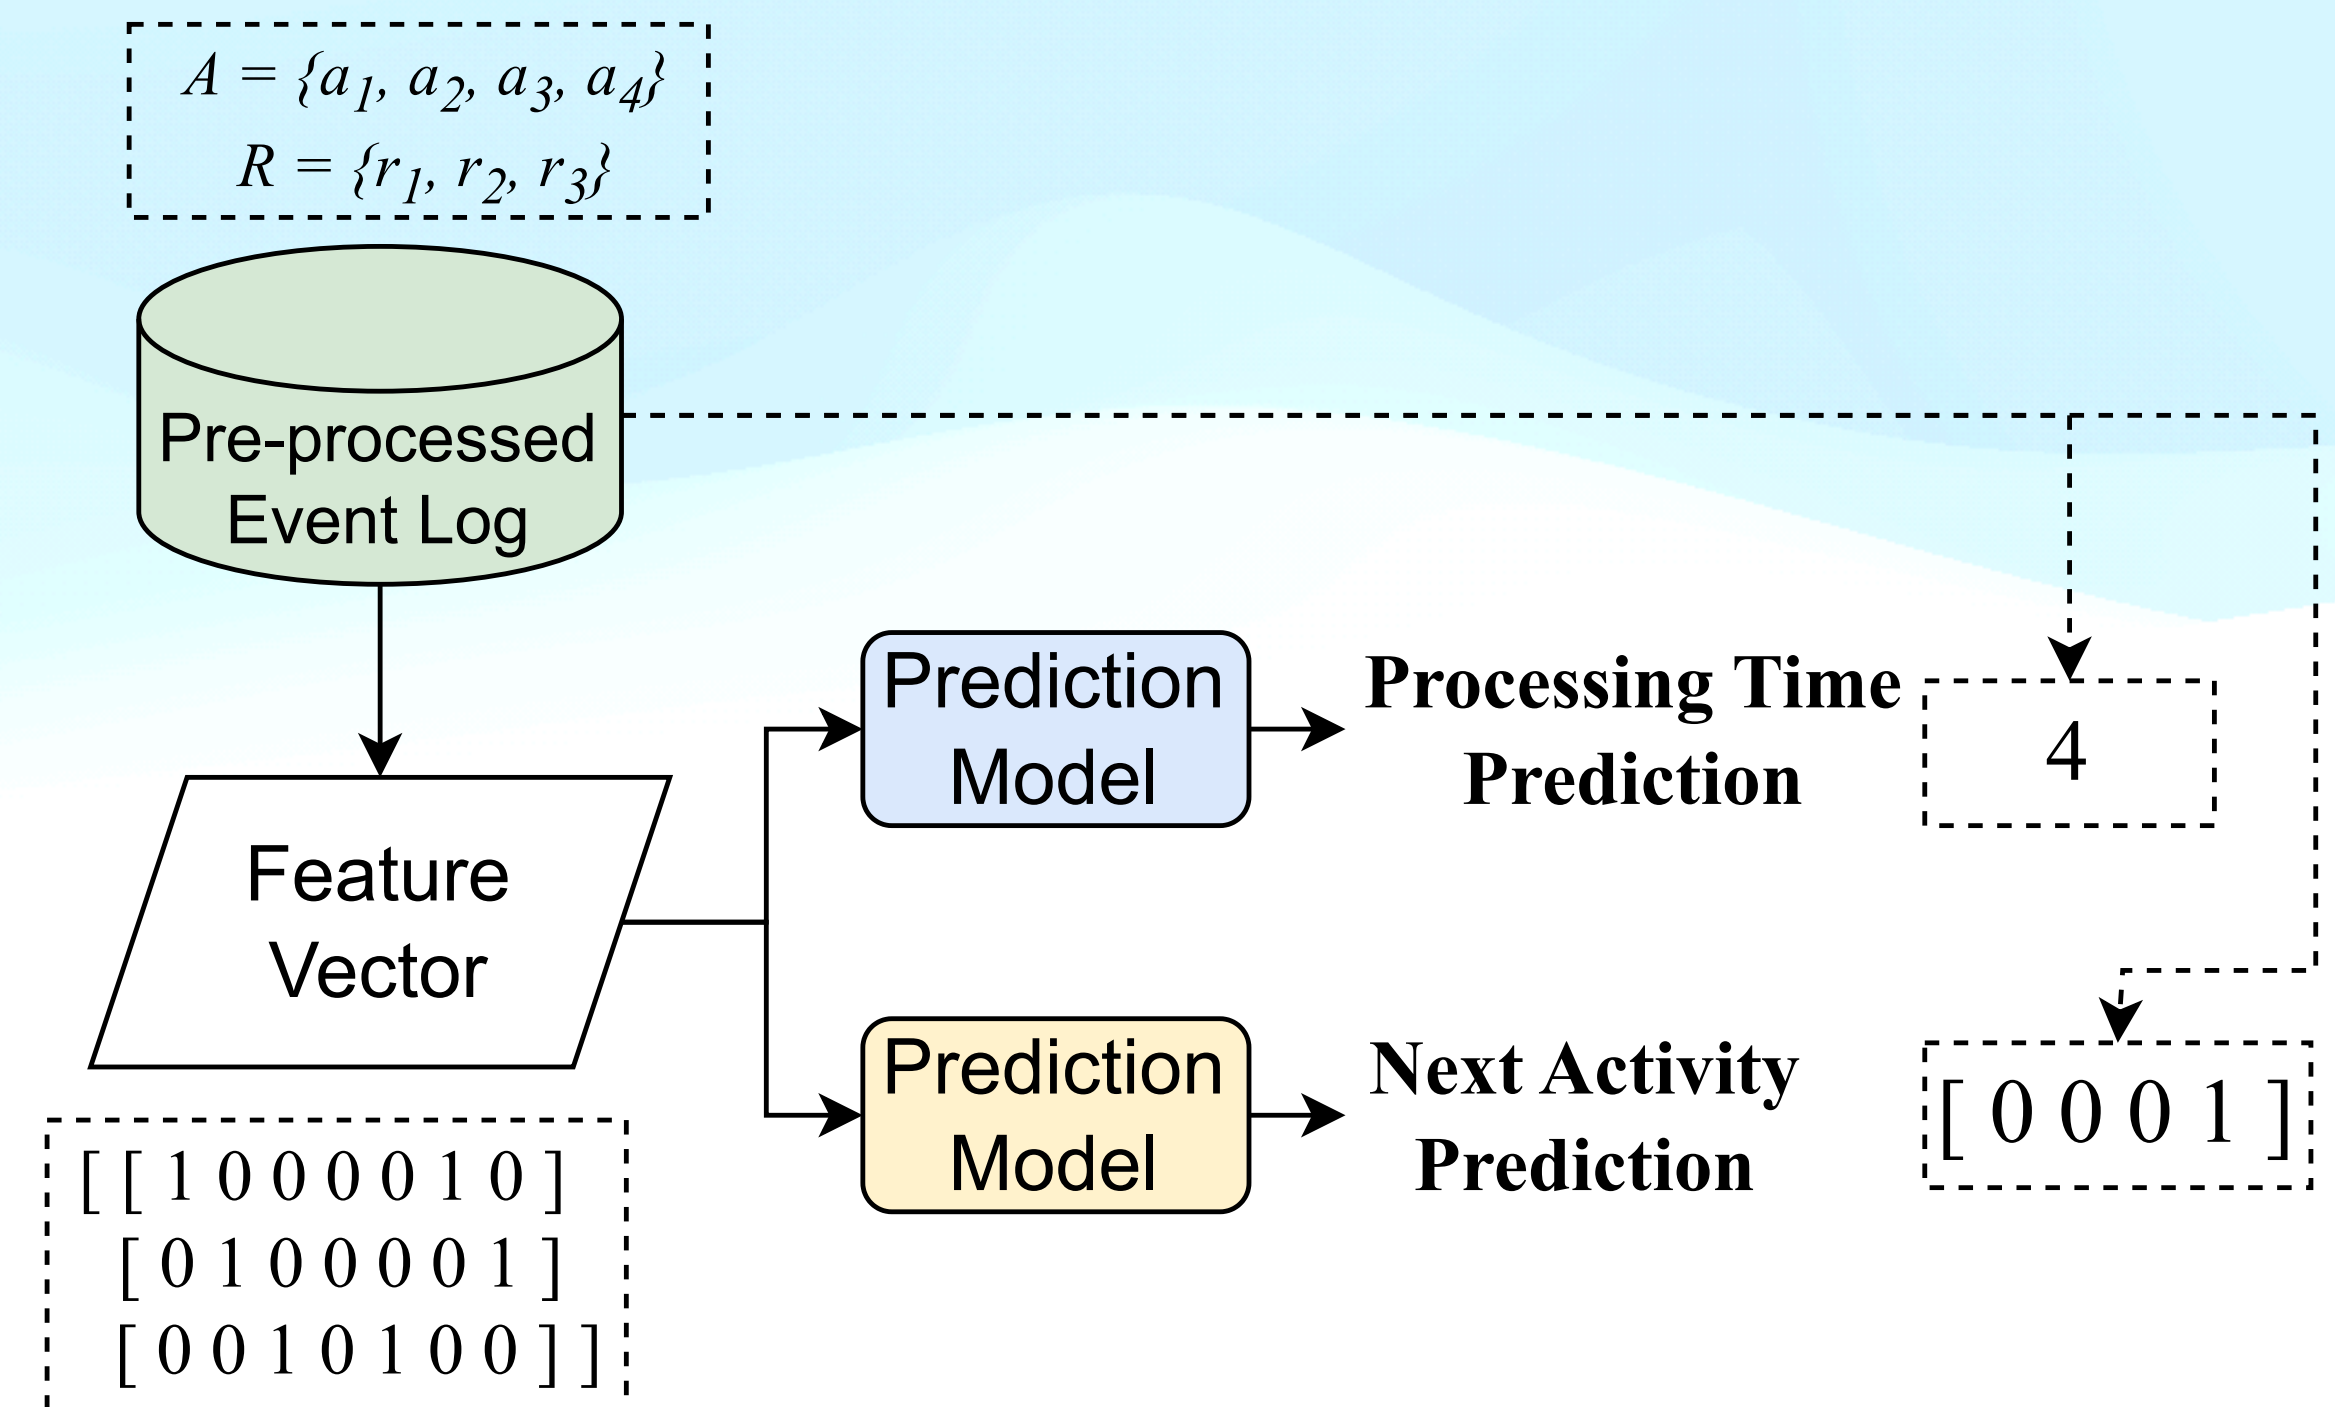 A = {a1, a2, a3, a4}
R = {r1, r2, r3}
Pre-processed
Event Log
Feature
Vector
[ [ 1 0 0 0 0 1 0 ]
[ 0 1 0 0 0 0 1 ]
[ 0 0 1 0 1 0 0 ] ]
Prediction
Model
Processing Time
Prediction
4
Prediction
Model
Next Activity
Prediction
[ 0 0 0 1 ]